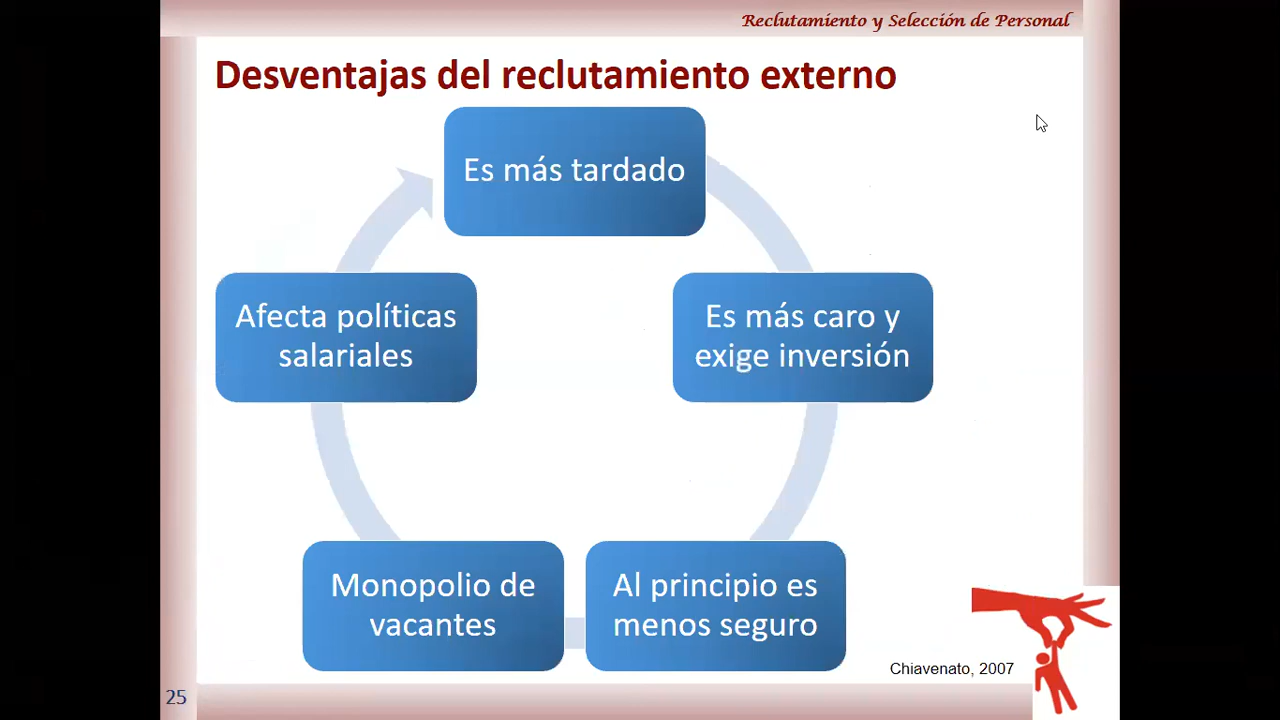 Reclutamiento y Selección de Personal
Desventajas del reclutamiento externo
Es más tardado
Es más caro y
exige inversión
Al principio es
menos seguro
Monopolio de
vacantes
Afecta políticas
salariales
Chiavenato, 2007
25